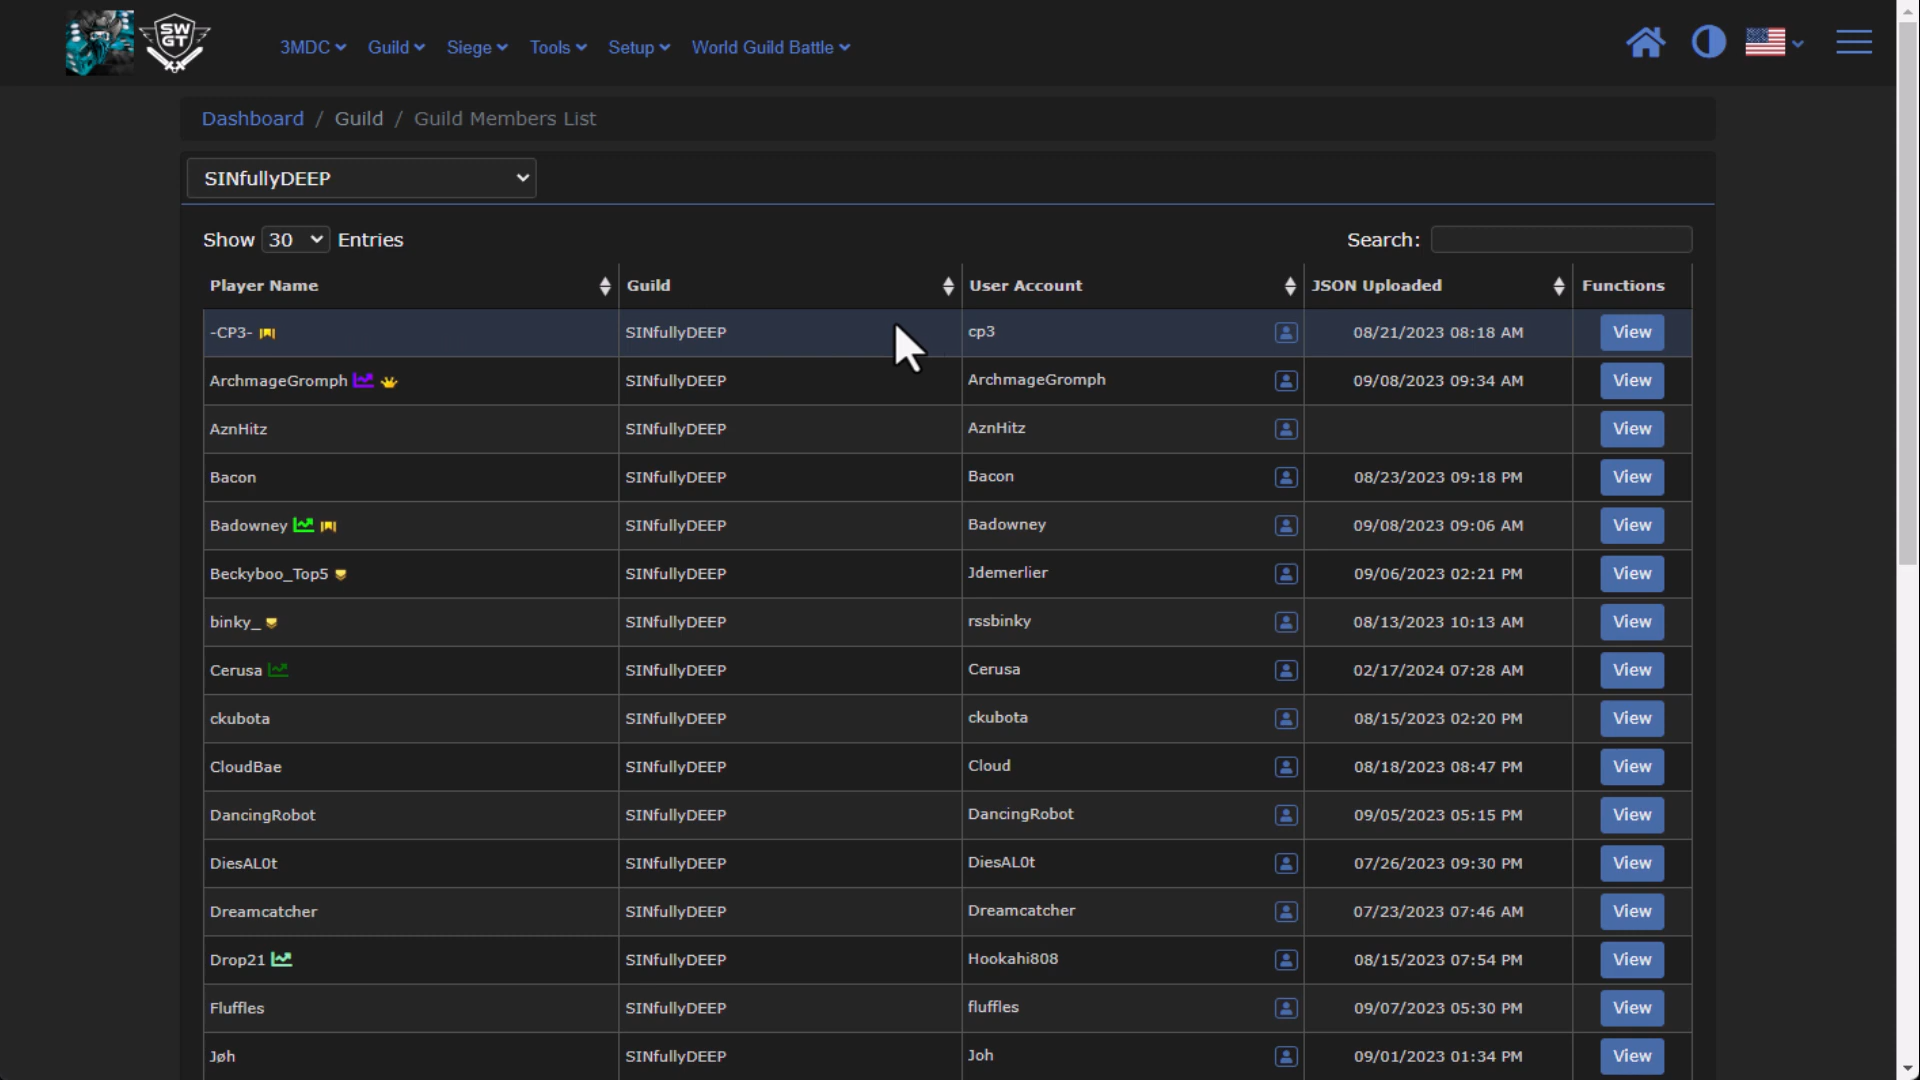 SW
GT
3MDC Guild Siege Tools Setup World Guild Battle
Dashboard / Guild / Guild Members List
SINfullyDEEP
Show 30 Entries Search:
Player Name Guild User Account JSON Uploaded Functions
-CP3- SINfullyDEEP cp3 08/21/2023 08:18 AM View
ArchmageGromph SINfullyDEEP ArchmageGromph 09/08/2023 09:34 AM View
AznHitz SINfullyDEEP AznHitz View
Bacon SINfullyDEEP Bacon 08/23/2023 09:18 PM View
Badowney SINfullyDEEP Badowney 09/08/2023 09:06 AM View
Beckyboo_Top5 SINfullyDEEP Jdemerlier 09/06/2023 02:21 PM View
binky_ SINfullyDEEP rssbinky 08/13/2023 10:13 AM View
Cerusa SINfullyDEEP Cerusa 02/17/2024 07:28 AM View
ckubota SINfullyDEEP ckubota 08/15/2023 02:20 PM View
CloudBae SINfullyDEEP Cloud 08/18/2023 08:47 PM View
DancingRobot SINfullyDEEP DancingRobot 09/05/2023 05:15 PM View
DiesAL0t SINfullyDEEP DiesAL0t 07/26/2023 09:30 PM View
Dreamcatcher SINfullyDEEP Dreamcatcher 07/23/2023 07:46 AM View
Drop21 SINfullyDEEP Hookahi808 08/15/2023 07:54 PM View
Fluffles SINfullyDEEP fluffles 09/07/2023 05:30 PM View
Jøh SINfullyDEEP Joh 09/01/2023 01:34 PM View